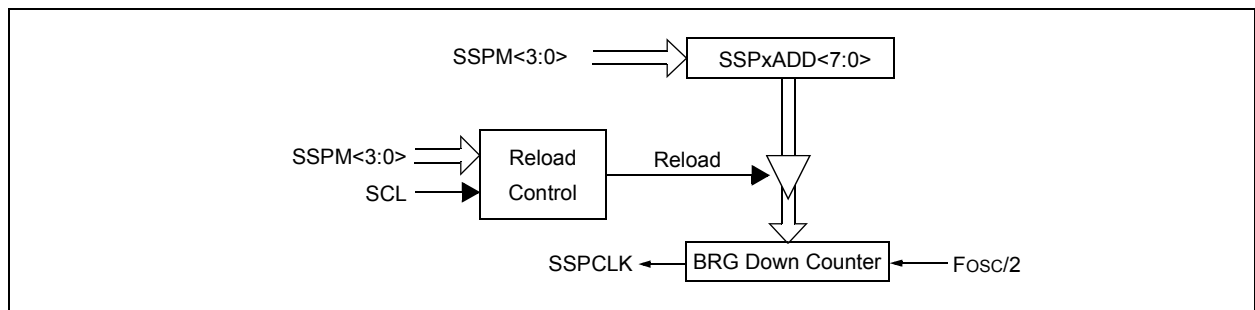 SSPM<3:0>
SSPxADD<7:0>
SSPM<3:0>
SCL
Reload
Control
Reload
SSPCLK
BRG Down Counter
FOSC/2